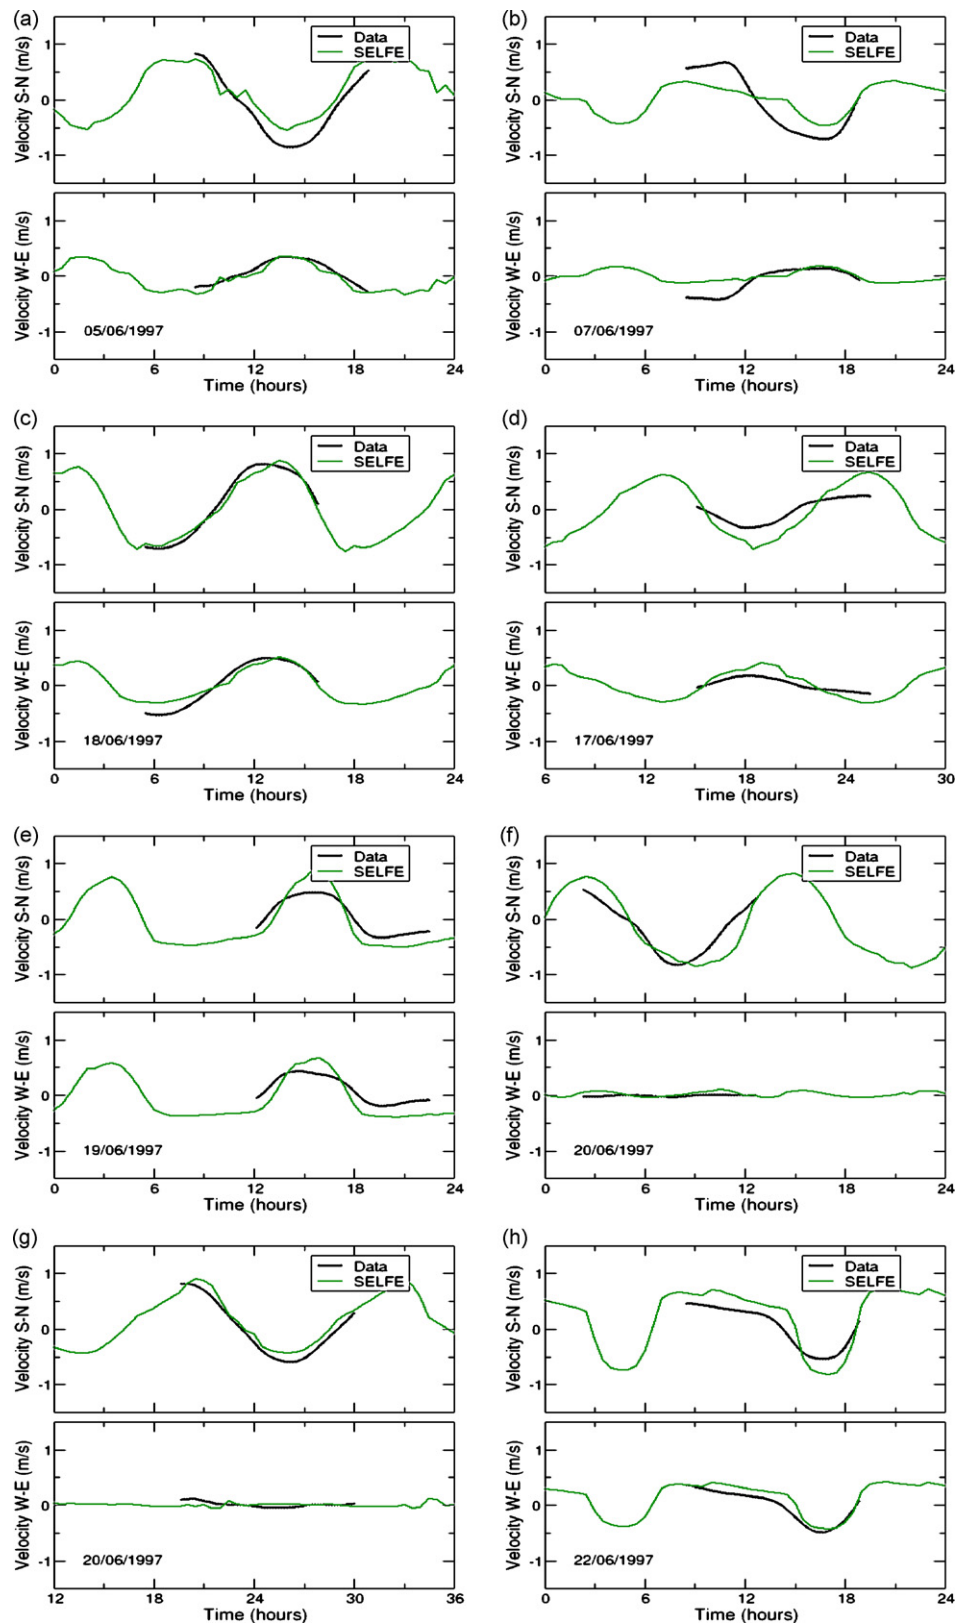 (a)
Data
SELFE
Velocity S-N (m/s)
1
0
-1
Velocity W-E (m/s)
1
0
-1
05/06/1997
0 6 12 18 24
Time (hours)
(b)
Data
SELFE
Velocity S-N (m/s)
1
0
-1
Velocity W-E (m/s)
1
0
-1
07/06/1997
0 6 12 18 24
Time (hours)
(c)
Data
SELFE
Velocity S-N (m/s)
1
0
-1
Velocity W-E (m/s)
1
0
-1
18/06/1997
0 6 12 18 24
Time (hours)
(d)
Data
SELFE
Velocity S-N (m/s)
1
0
-1
Velocity W-E (m/s)
1
0
-1
17/06/1997
6 12 18 24 30
Time (hours)
(e)
Data
SELFE
Velocity S-N (m/s)
1
0
-1
Velocity W-E (m/s)
1
0
-1
19/06/1997
0 6 12 18 24
Time (hours)
(f)
Data
SELFE
Velocity S-N (m/s)
1
0
-1
Velocity W-E (m/s)
1
0
-1
20/06/1997
0 6 12 18 24
Time (hours)
(g)
Data
SELFE
Velocity S-N (m/s)
1
0
-1
Velocity W-E (m/s)
1
0
-1
20/06/1997
12 18 24 30 36
Time (hours)
(h)
Data
SELFE
Velocity S-N (m/s)
1
0
-1
Velocity W-E (m/s)
1
0
-1
22/06/1997
0 6 12 18 24
Time (hours)